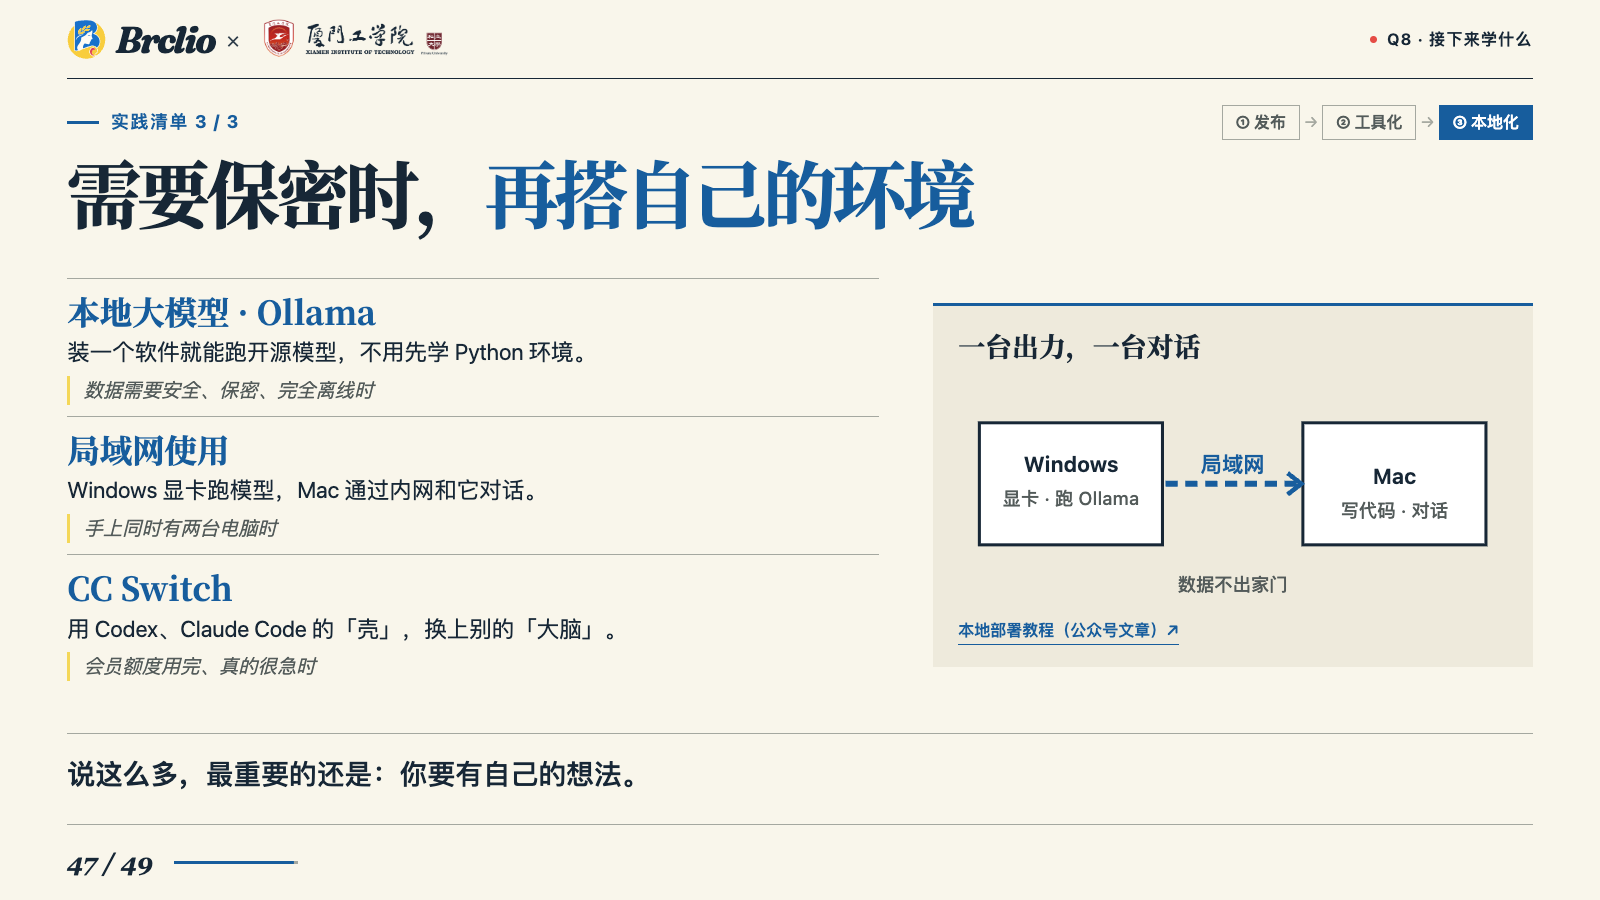 Brclio ×
厦门工学院
XIAMEN INSTITUTE OF TECHNOLOGY
Q8 · 接下来学什么
实践清单 3 / 3
① 发布 → ② 工具化 → ③ 本地化
需要保密时，再搭自己的环境
本地大模型 · Ollama
装一个软件就能跑开源模型，不用先学 Python 环境。
数据需要安全、保密、完全离线时
局域网使用
Windows 显卡跑模型，Mac 通过内网和它对话。
手上同时有两台电脑时
CC Switch
用 Codex、Claude Code 的「壳」，换上别的「大脑」。
会员额度用完、真的很急时
一台出力，一台对话
Windows
显卡 · 跑 Ollama
局域网
Mac
写代码 · 对话
数据不出家门
本地部署教程（公众号文章）↗
说这么多，最重要的还是：你要有自己的想法。
47 / 49